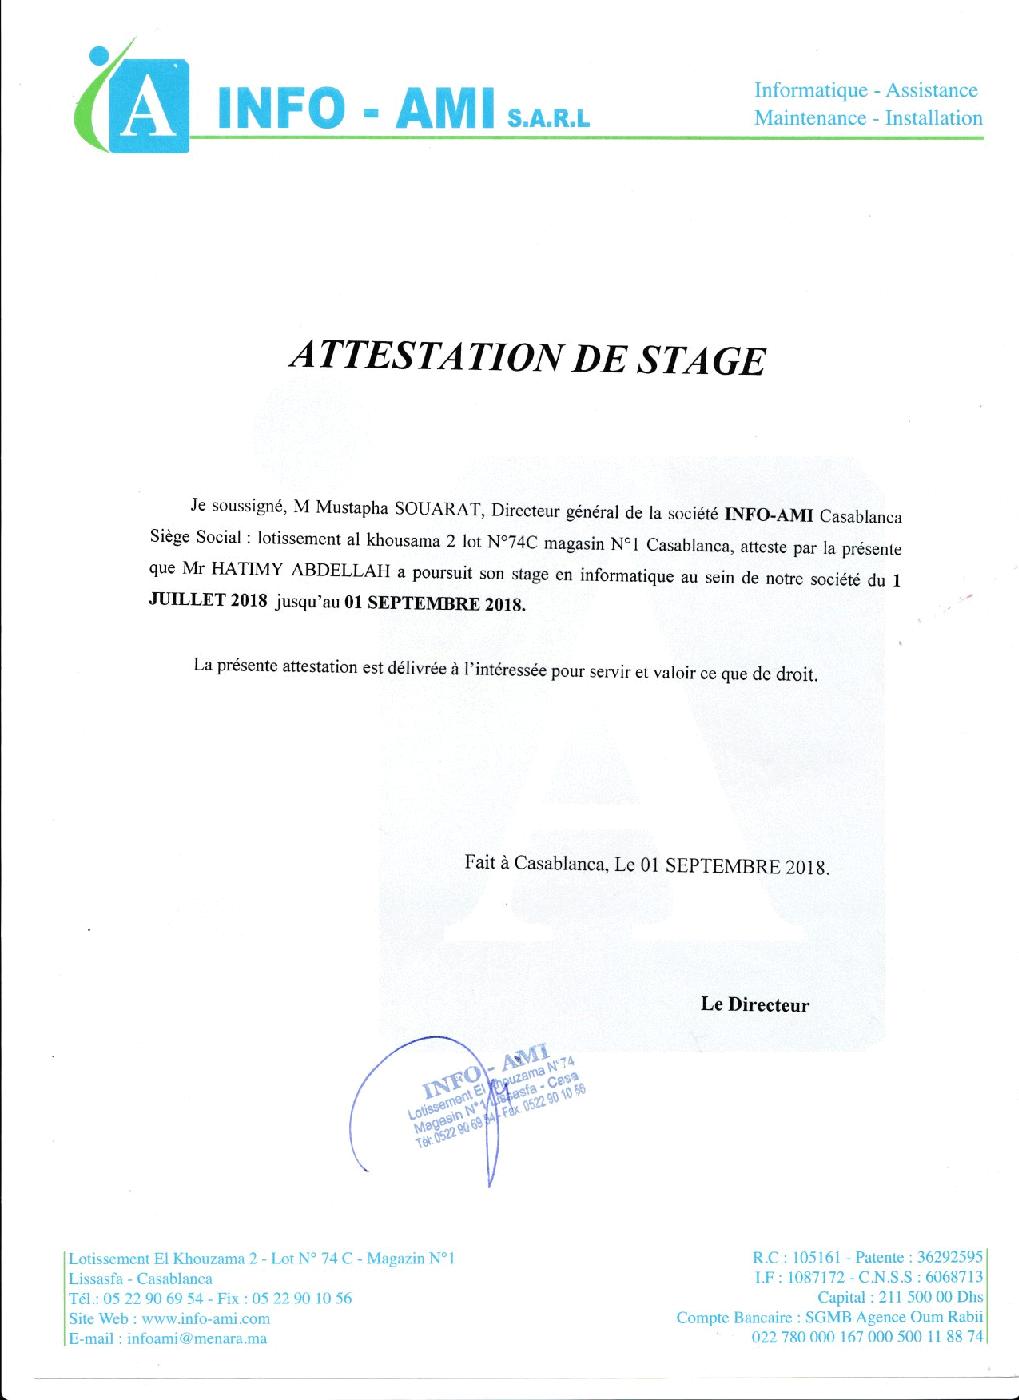 A
INFO - AMI S.A.R.L
Informatique - Assistance
Maintenance - Installation
ATTESTATION DE STAGE
Je soussigné, M Mustapha SOUARAT, Directeur général de la société INFO-AMI Casablanca
Siège Social : lotissement al khousama 2 lot N°74C magasin N°1 Casablanca, atteste par la présente
que Mr HATIMY ABDELLAH a poursuit son stage en informatique au sein de notre société du 1
JUILLET 2018 jusqu'au 01 SEPTEMBRE 2018.
La présente attestation est délivrée à l'intéressée pour servir et valoir ce que de droit.
Fait à Casablanca, Le 01 SEPTEMBRE 2018.
Le Directeur
INFO - AMI
Lotissement El Khouzama N°74
Magasin N°1 Lissasfa - Casa
Tél: 0522 90 69 54 - Fax 0522 90 10 56
Lotissement El Khouzama 2 - Lot N° 74 C - Magazin N°1
Lissasfa - Casablanca
Tél.: 05 22 90 69 54 - Fix : 05 22 90 10 56
Site Web : www.info-ami.com
E-mail : infoami@menara.ma
R.C : 105161 - Patente : 36292595
I.F : 1087172 - C.N.S.S : 6068713
Capital : 211 500 00 Dhs
Compte Bancaire : SGMB Agence Oum Rabii
022 780 000 167 000 500 11 88 74